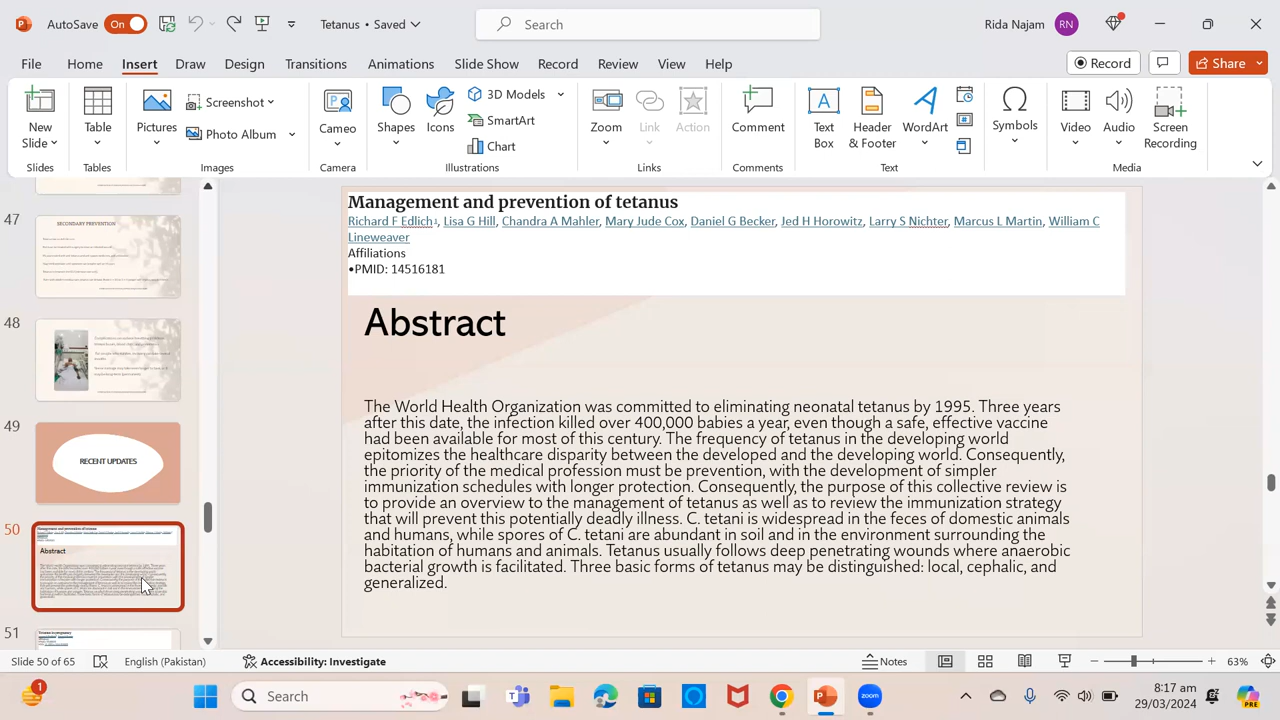 AutoSave On Tetanus • Saved Search Rida Najam RN
File Home Insert Draw Design Transitions Animations Slide Show Record Review View Help Record Share
New Slide
Table
Pictures
Screenshot
Photo Album
Cameo
Shapes
Icons
3D Models
SmartArt
Chart
Zoom
Link
Action
Comment
Text Box
Header & Footer
WordArt
Symbols
Video
Audio
Screen Recording
Slides Tables Images Camera Illustrations Links Comments Text Media
47
SECONDARY PREVENTION
48
49
RECENT UPDATES
50
Management and prevention of tetanus
Abstract
51
Tetanus in pregnancy
Management and prevention of tetanus
Richard F Edlich1, Lisa G Hill, Chandra A Mahler, Mary Jude Cox, Daniel G Becker, Jed H Horowitz, Larry S Nichter, Marcus L Martin, William C
Lineweaver
Affiliations
•PMID: 14516181
Abstract
The World Health Organization was committed to eliminating neonatal tetanus by 1995. Three years
after this date, the infection killed over 400,000 babies a year, even though a safe, effective vaccine
had been available for most of this century. The frequency of tetanus in the developing world
epitomizes the healthcare disparity between the developed and the developing world. Consequently,
the priority of the medical profession must be prevention, with the development of simpler
immunization schedules with longer protection. Consequently, the purpose of this collective review is
to provide an overview to the management of tetanus as well as to review the immunization strategy
that will prevent this potentially deadly illness. C. tetani is widespread in the feces of domestic animals
and humans, while spores of C. tetani are abundant in soil and in the environment surrounding the
habitation of humans and animals. Tetanus usually follows deep penetrating wounds where anaerobic
bacterial growth is facilitated. Three basic forms of tetanus may be distinguished: local, cephalic, and
generalized.
Slide 50 of 65 English (Pakistan) Accessibility: Investigate Notes 63%
1 Search zoom PRE
8:17 am
29/03/2024